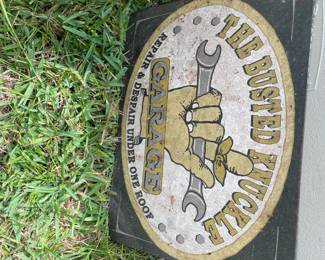 THE BUSTED KNUCKLE
GARAGE
REPAIR & DESPAIR UNDER ONE ROOF